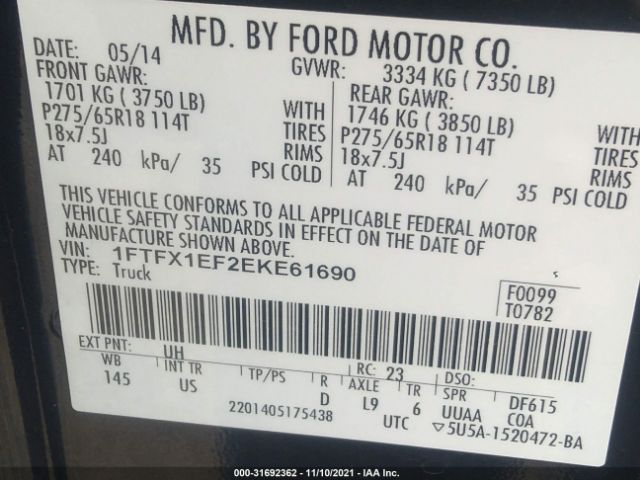 MFD. BY FORD MOTOR CO.
DATE: 05/14 GVWR: 3334 KG ( 7350 LB)
FRONT GAWR: REAR GAWR:
1701 KG ( 3750 LB) WITH 1746 KG ( 3850 LB) WITH
P275/65R18 114T TIRES P275/65R18 114T TIRES
18x7.5J RIMS 18x7.5J RIMS
AT 240 kPa/ 35 PSI COLD AT 240 kPa/ 35 PSI COLD
THIS VEHICLE CONFORMS TO ALL APPLICABLE FEDERAL MOTOR
VEHICLE SAFETY STANDARDS IN EFFECT ON THE DATE OF
MANUFACTURE SHOWN ABOVE.
VIN: 1FTFX1EF2EKE61690
TYPE: Truck
F0099
T0782
EXT PNT: UH RC: 23 DSO:
WB INT TR TP/PS R AXLE TR SPR DF615
145 US D L9 6 UUAA COA
2201405175438 UTC ▽5U5A-1520472-BA
000-31692362 - 11/10/2021 - IAA Inc.